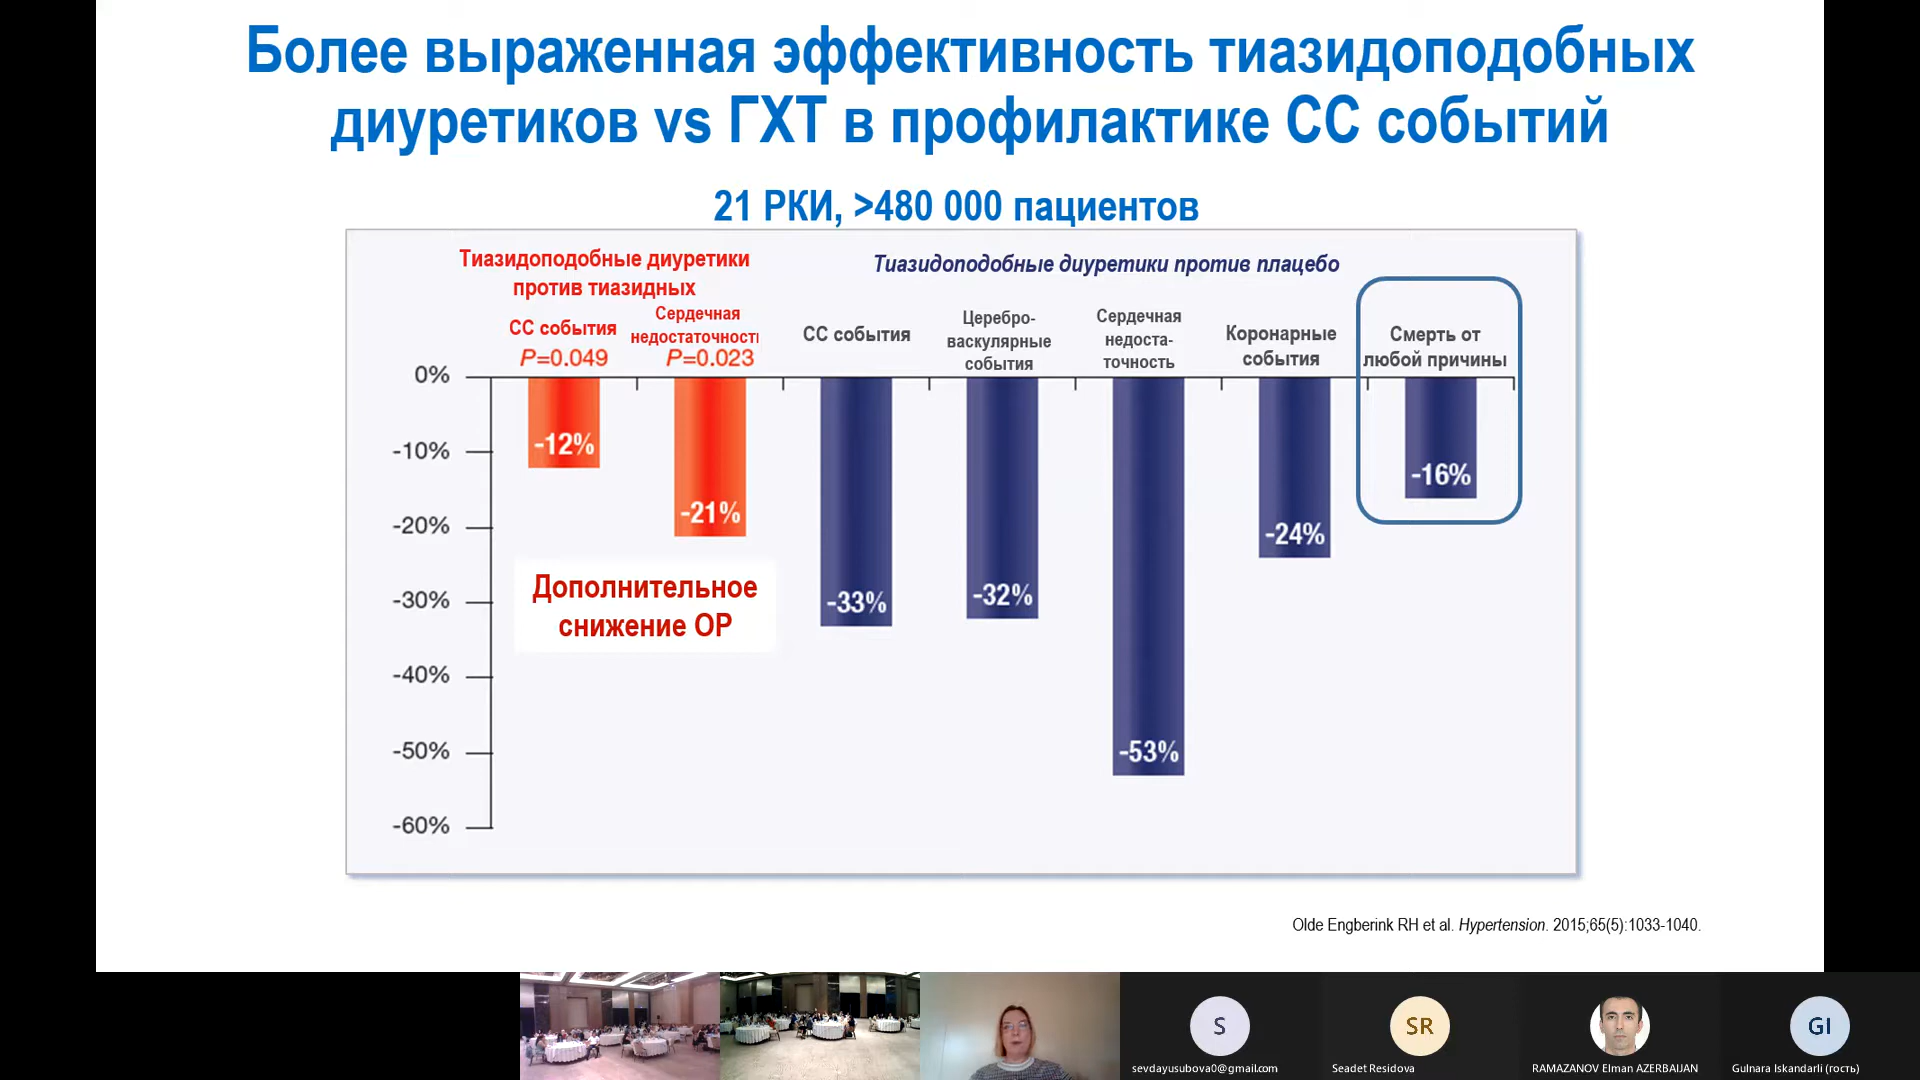 Более выраженная эффективность тиазидоподобных
диуретиков vs ГХТ в профилактике СС событий
21 РКИ, >480 000 пациентов
Тиазидоподобные диуретики
против тиазидных
Тиазидоподобные диуретики против плацебо
СС события
P=0.049
Сердечная
недостаточность
P=0.023
СС события
Церебро-
васкулярные
события
Сердечная
недоста-
точность
Коронарные
события
Смерть от
любой причины
0%
-10%
-20%
-30%
-40%
-50%
-60%
-12%
-21%
-33%
-32%
-53%
-24%
-16%
Дополнительное
снижение ОР
Olde Engberink RH et al. Hypertension. 2015;65(5):1033-1040.
S
sevdayusubova0@gmail.com
SR
Seadet Residova
RAMAZANOV Elman AZERBAIJAN
GI
Gulnara Iskandarli (гость)